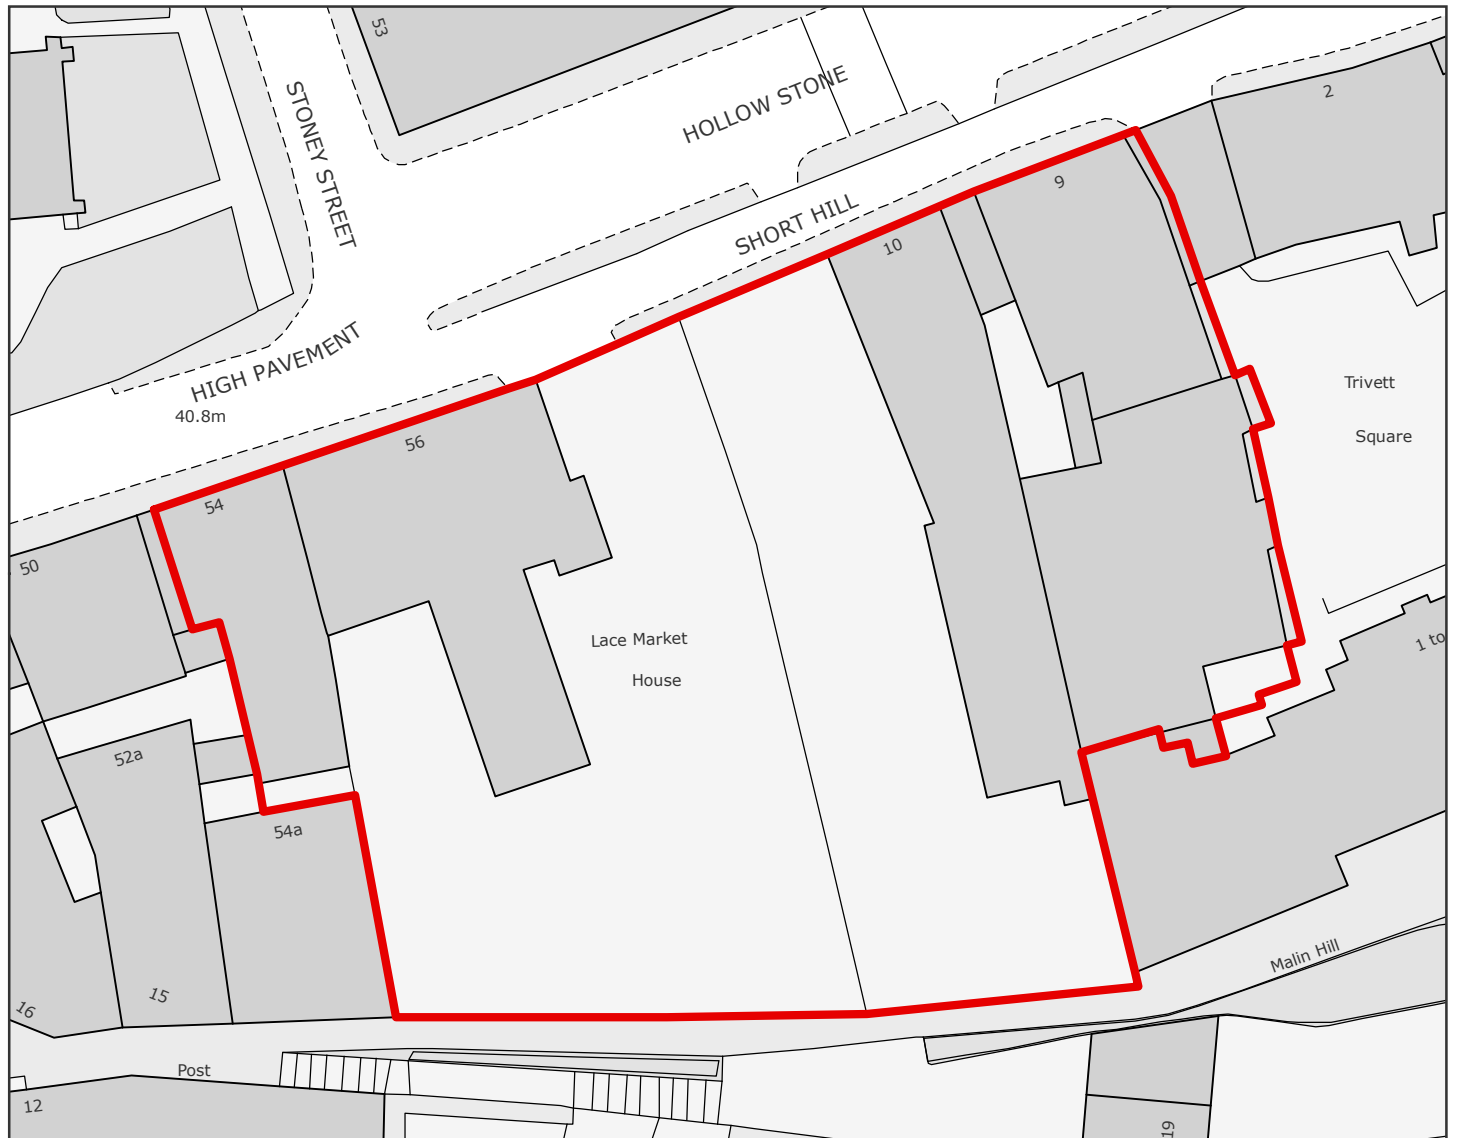 53
STONEY STREET
HOLLOW STONE
2
SHORT HILL
9
10
HIGH PAVEMENT
40.8m
Trivett
Square
56
54
50
Lace Market
House
1 to
52a
54a
Malin Hill
15
16
Post
12
19